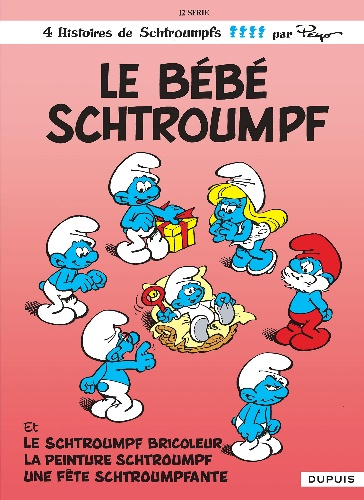 12e SÉRIE
4 Histoires de Schtroumpfs par Peyo
LE BÉBÉ
SCHTROUMPF
Et
LE SCHTROUMPF BRICOLEUR
LA PEINTURE SCHTROUMPF
UNE FÊTE SCHTROUMPFANTE
DUPUIS